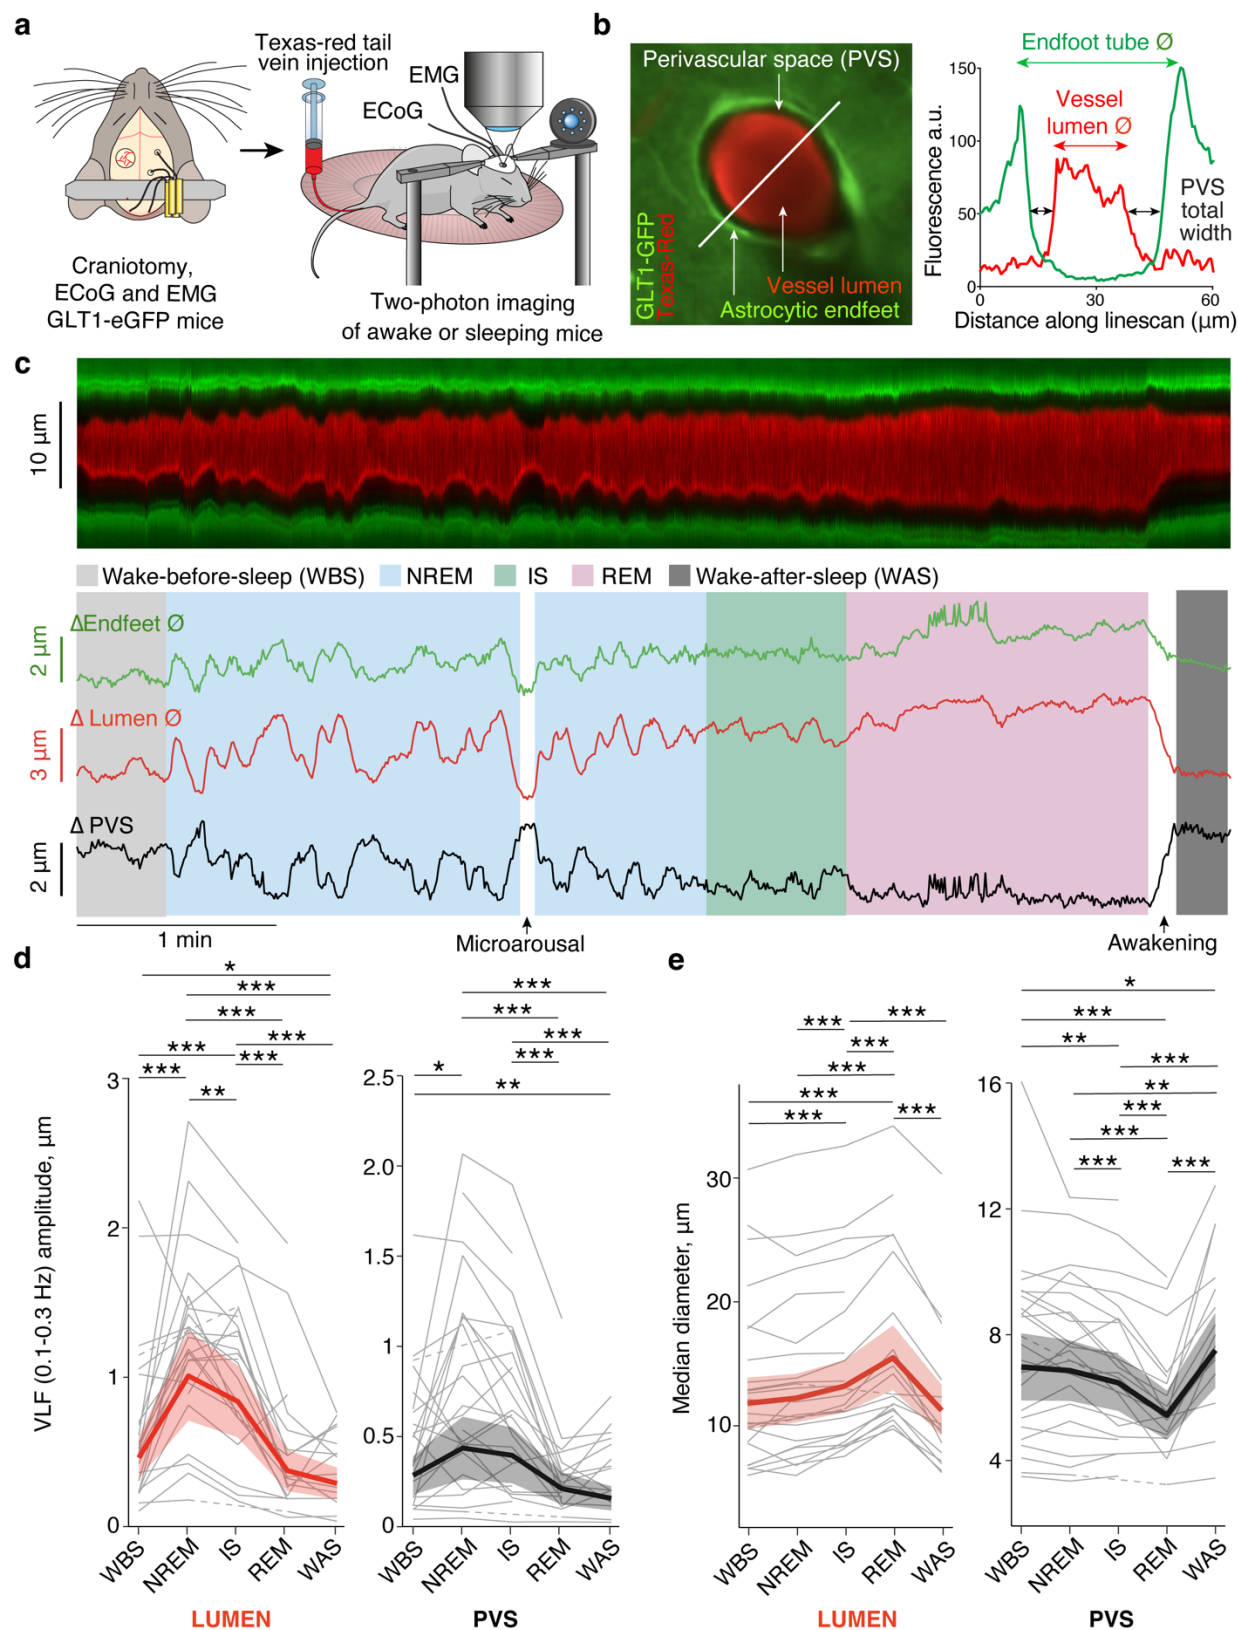 a
Texas-red tail
vein injection
EMG
ECoG
Craniotomy,
ECoG and EMG
GLT1-eGFP mice
Two-photon imaging
of awake or sleeping mice
b
Perivascular space (PVS)
GLT1-GFP
Texas-Red
Vessel lumen
Astrocytic endfeet
Endfoot tube Ø
Vessel
lumen Ø
PVS
total
width
Fluorescence a.u.
150
100
50
0
0 30 60
Distance along linescan (µm)
c
10 µm
Wake-before-sleep (WBS) NREM IS REM Wake-after-sleep (WAS)
ΔEndfeet Ø
2 µm
Δ Lumen Ø
3 µm
Δ PVS
2 µm
1 min
Microarousal
Awakening
d
VLF (0.1-0.3 Hz) amplitude, µm
*
***
***
***
***
***
***
**
3
2
1
0
WBS NREM IS REM WAS
LUMEN
***
***
***
***
*
**
2.5
2.0
1.5
1
0.5
0
WBS NREM IS REM WAS
PVS
e
Median diameter, µm
***
***
***
***
***
***
***
30
20
10
WBS NREM IS REM WAS
LUMEN
*
***
**
***
**
***
***
***
***
16
12
8
4
WBS NREM IS REM WAS
PVS